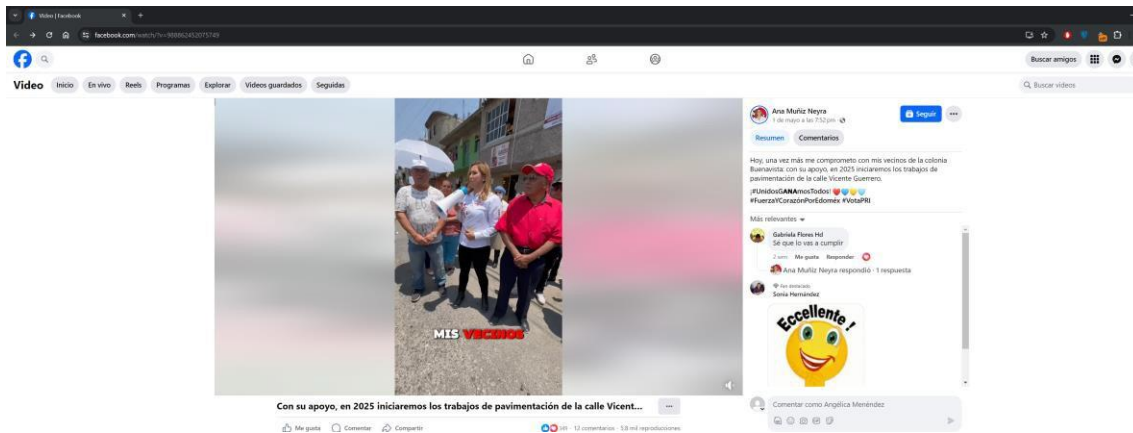 Video | Facebook
facebook.com/watch/?v=988862452075749
Buscar amigos
Video Inicio En vivo Reels Programas Explorar Videos guardados Seguidas
Buscar videos
MIS VECINOS
Ana Muñiz Neyra
1 de mayo a las 7:52 pm
Seguir
Resumen Comentarios
Hoy, una vez más me comprometo con mis vecinos de la colonia
Buenavista: con su apoyo, en 2025 iniciaremos los trabajos de
pavimentación de la calle Vicente Guerrero.
¡#UnidosGANAmosTodos!
#FuerzaYCorazónPorEdoméx #VotaPRI
Más relevantes
Gabriela Flores Hd
Sé que lo vas a cumplir
2 sem Me gusta Responder
Ana Muñiz Neyra respondió · 1 respuesta
Fan destacado
Sonia Hernández
Eccellente !
Comentar como Angélica Menéndez
Con su apoyo, en 2025 iniciaremos los trabajos de pavimentación de la calle Vicent...
Me gusta Comentar Compartir
12 comentarios · 5.8 mil reproducciones